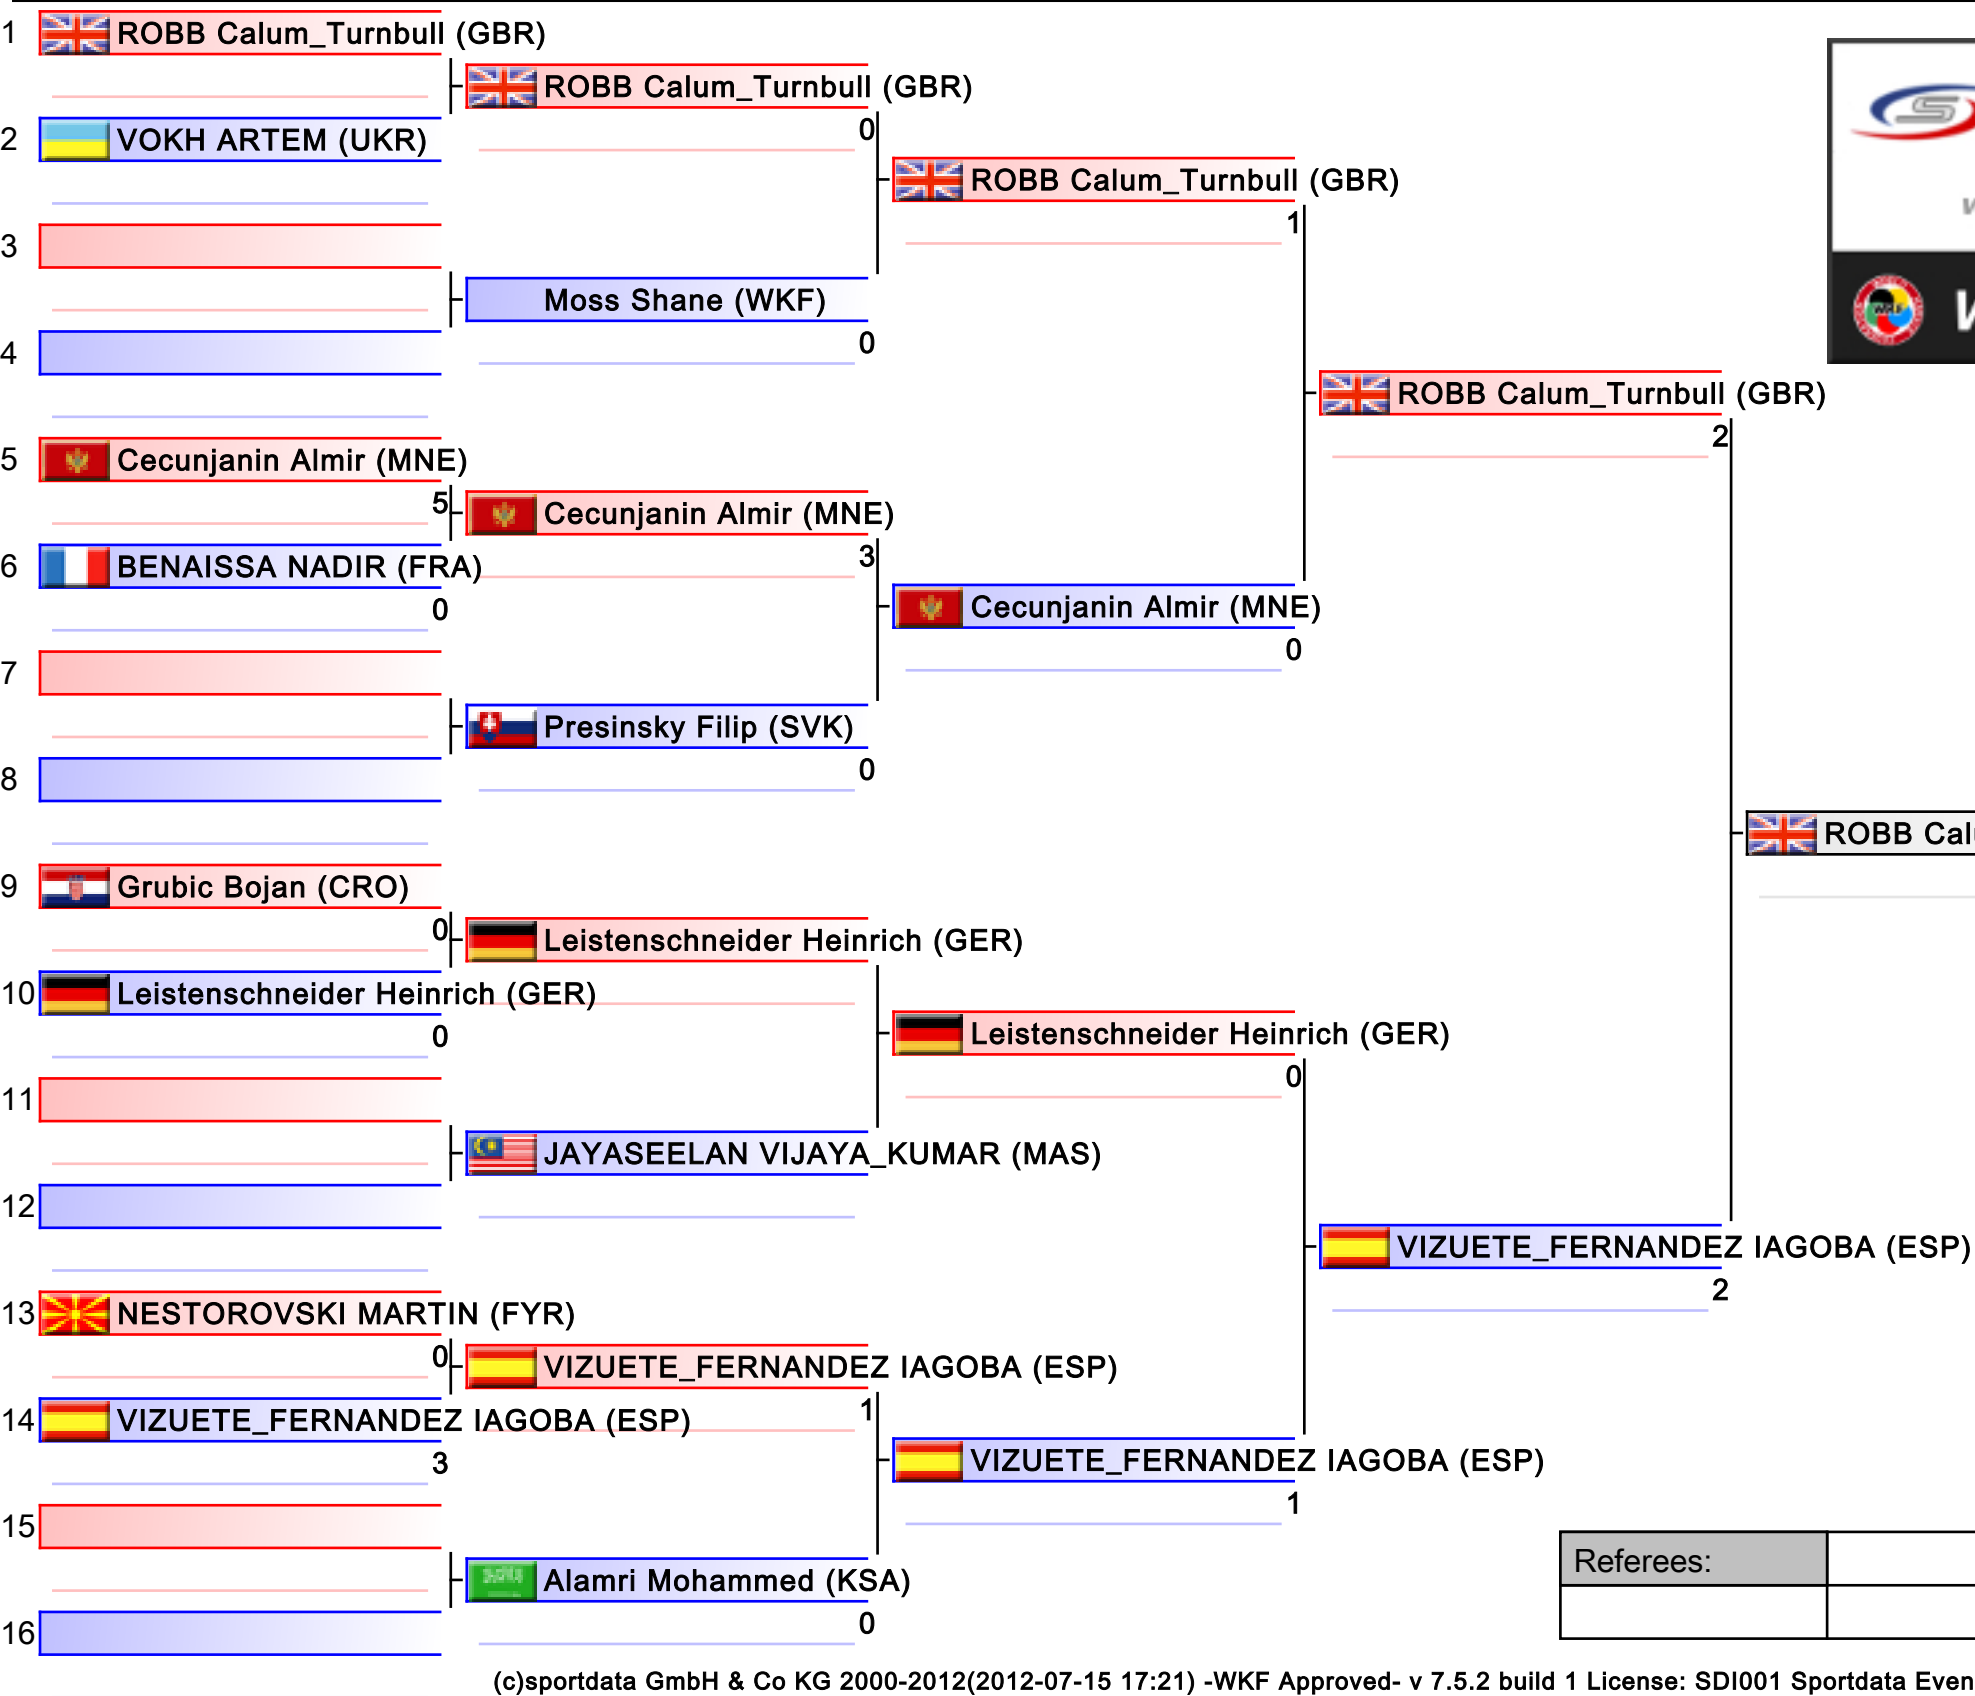 1 ROBB Calum_Turnbull (GBR)
ROBB Calum_Turnbull (GBR)
0
2 VOKH ARTEM (UKR)
ROBB Calum_Turnbull (GBR)
1
3
Moss Shane (WKF)
0
4
ROBB Calum_Turnbull (GBR)
2
5 Cecunjanin Almir (MNE)
5
Cecunjanin Almir (MNE)
3
6 BENAISSA NADIR (FRA)
0
Cecunjanin Almir (MNE)
0
7
Presinsky Filip (SVK)
0
8
ROBB Cal
9 Grubic Bojan (CRO)
0
Leistenschneider Heinrich (GER)
10 Leistenschneider Heinrich (GER)
0
Leistenschneider Heinrich (GER)
0
11
JAYASEELAN VIJAYA_KUMAR (MAS)
12
VIZUETE_FERNANDEZ IAGOBA (ESP)
2
13 NESTOROVSKI MARTIN (FYR)
0
VIZUETE_FERNANDEZ IAGOBA (ESP)
1
14 VIZUETE_FERNANDEZ IAGOBA (ESP)
3
VIZUETE_FERNANDEZ IAGOBA (ESP)
1
15
Alamri Mohammed (KSA)
0
16
Referees:
(c)sportdata GmbH & Co KG 2000-2012(2012-07-15 17:21) -WKF Approved- v 7.5.2 build 1 License: SDI001 Sportdata Even